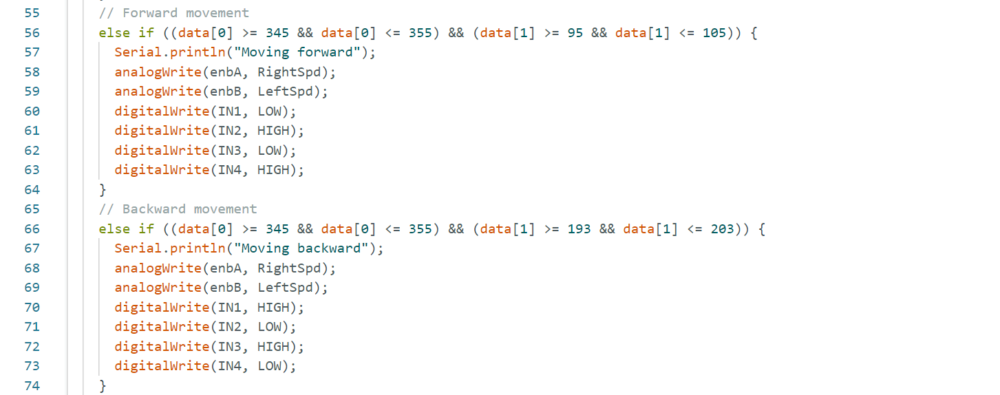 55 // Forward movement
56 else if ((data[0] >= 345 && data[0] <= 355) && (data[1] >= 95 && data[1] <= 105)) {
57 Serial.println("Moving forward");
58 analogWrite(enbA, RightSpd);
59 analogWrite(enbB, LeftSpd);
60 digitalWrite(IN1, LOW);
61 digitalWrite(IN2, HIGH);
62 digitalWrite(IN3, LOW);
63 digitalWrite(IN4, HIGH);
64 }
65 // Backward movement
66 else if ((data[0] >= 345 && data[0] <= 355) && (data[1] >= 193 && data[1] <= 203)) {
67 Serial.println("Moving backward");
68 analogWrite(enbA, RightSpd);
69 analogWrite(enbB, LeftSpd);
70 digitalWrite(IN1, HIGH);
71 digitalWrite(IN2, LOW);
72 digitalWrite(IN3, HIGH);
73 digitalWrite(IN4, LOW);
74 }